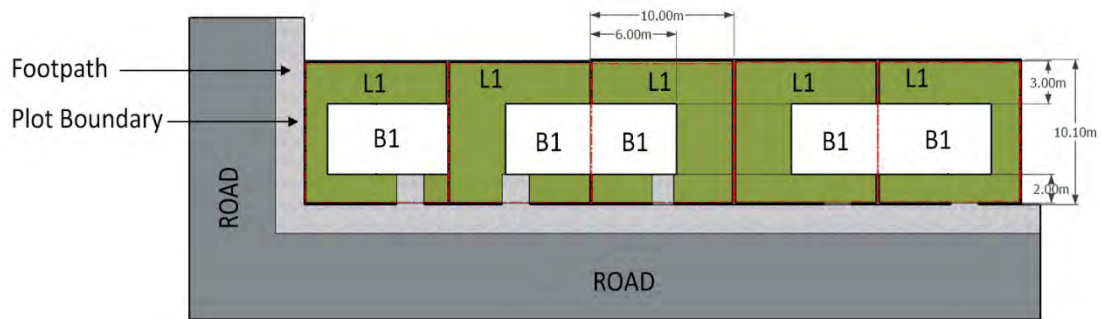 10.00m
6.00m
Footpath
Plot Boundary
L1
L1
L1
L1
L1
3.00m
10.10m
2.00m
B1
B1
B1
B1
B1
ROAD
ROAD